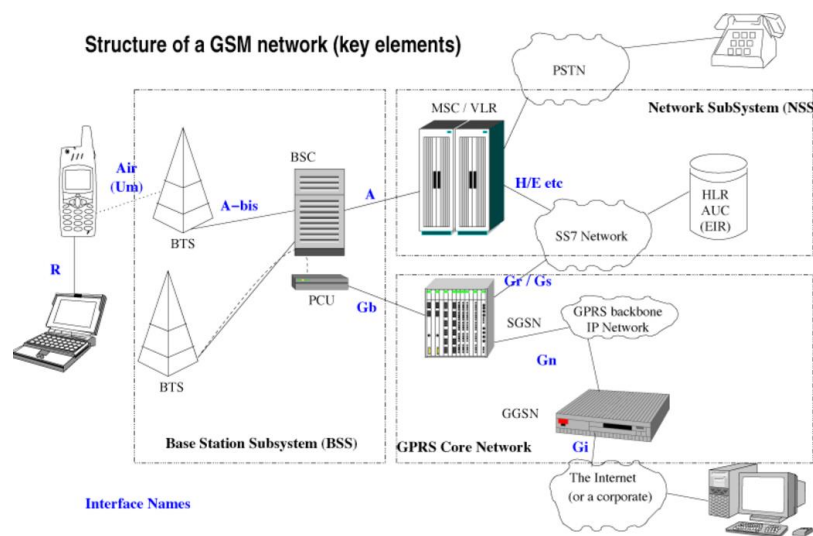 Structure of a GSM network (key elements)
PSTN
MSC / VLR
Network SubSystem (NSS
BSC
Air
(Um)
A-bis
A
H/E etc
HLR
AUC
(EIR)
BTS
SS7 Network
R
PCU
Gb
Gr / Gs
SGSN
GPRS backbone
IP Network
Gn
BTS
GGSN
Base Station Subsystem (BSS)
GPRS Core Network
Gi
The Internet
(or a corporate)
Interface Names